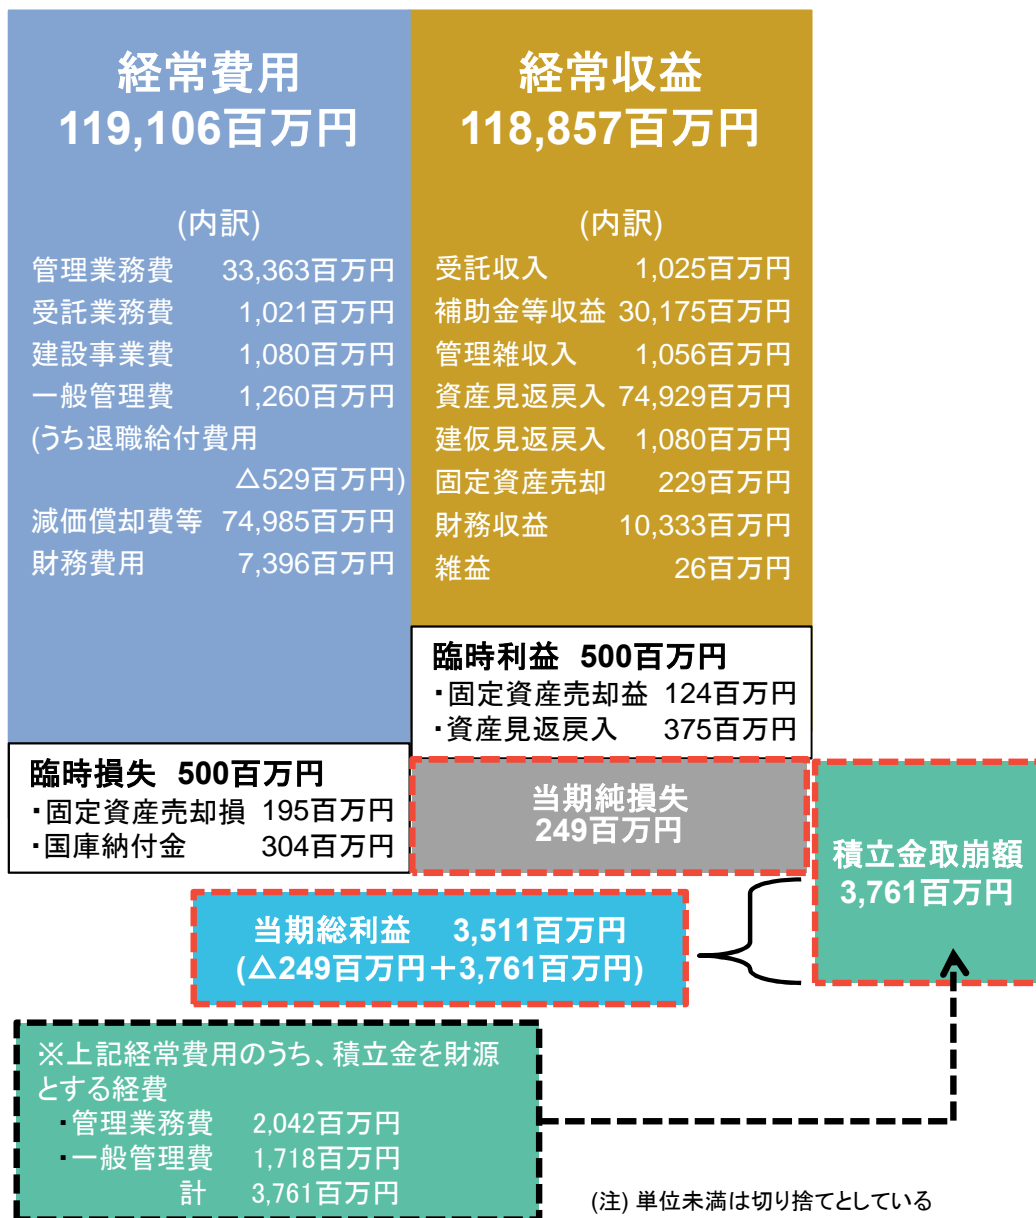 経常費用
119,106百万円
(内訳)
管理業務費 33,363百万円
受託業務費 1,021百万円
建設事業費 1,080百万円
一般管理費 1,260百万円
(うち退職給付費用
△529百万円)
減価償却費等 74,985百万円
財務費用 7,396百万円
経常収益
118,857百万円
(内訳)
受託収入 1,025百万円
補助金等収益 30,175百万円
管理雑収入 1,056百万円
資産見返戻入 74,929百万円
建仮見返戻入 1,080百万円
固定資産売却 229百万円
財務収益 10,333百万円
雑益 26百万円
臨時利益 500百万円
・固定資産売却益 124百万円
・資産見返戻入 375百万円
臨時損失 500百万円
・固定資産売却損 195百万円
・国庫納付金 304百万円
当期純損失
249百万円
積立金取崩額
3,761百万円
当期総利益 3,511百万円
(△249百万円＋3,761百万円)
※上記経常費用のうち、積立金を財源
とする経費
・管理業務費 2,042百万円
・一般管理費 1,718百万円
計 3,761百万円
(注) 単位未満は切り捨てとしている